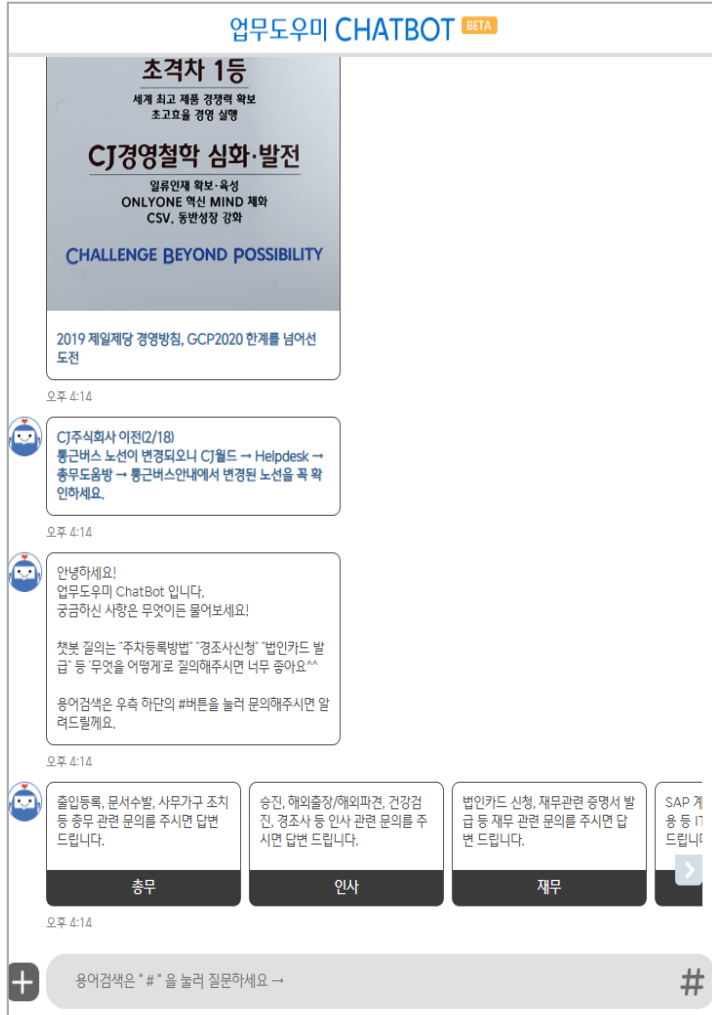 업무도우미 CHATBOT BETA
초격차 1등
세계 최고 제품 경쟁력 확보
초고효율 경영 실행
CJ경영철학 심화·발전
일류인재 확보·육성
ONLYONE 혁신 MIND 체화
CSV, 동반성장 강화
CHALLENGE BEYOND POSSIBILITY
2019 제일제당 경영방침, GCP2020 한계를 넘어선
도전
오후 4:14
CJ주식회사 이전(2/18)
통근버스 노선이 변경되오니 CJ월드 → Helpdesk →
총무도움방 → 통근버스안내에서 변경된 노선을 꼭 확
인하세요.
오후 4:14
안녕하세요!
업무도우미 ChatBot 입니다.
궁금하신 사항은 무엇이든 물어보세요!
챗봇 질의는 "주차등록방법" "경조사신청" "법인카드 발
급" 등 '무엇을 어떻게'로 질의해주시면 너무 좋아요^^
용어검색은 우측 하단의 #버튼을 눌러 문의해주시면 알
려드릴께요.
오후 4:14
출입등록, 문서수발, 사무가구 조치
등 총무 관련 문의를 주시면 답변
드립니다.
총무
승진, 해외출장/해외파견, 건강검
진, 경조사 등 인사 관련 문의를 주
시면 답변 드립니다.
인사
법인카드 신청, 재무관련 증명서 발
급 등 재무 관련 문의를 주시면 답
변 드립니다.
재무
SAP 계
용 등 IT
드립니
오후 4:14
용어검색은 " # " 을 눌러 질문하세요 →
#